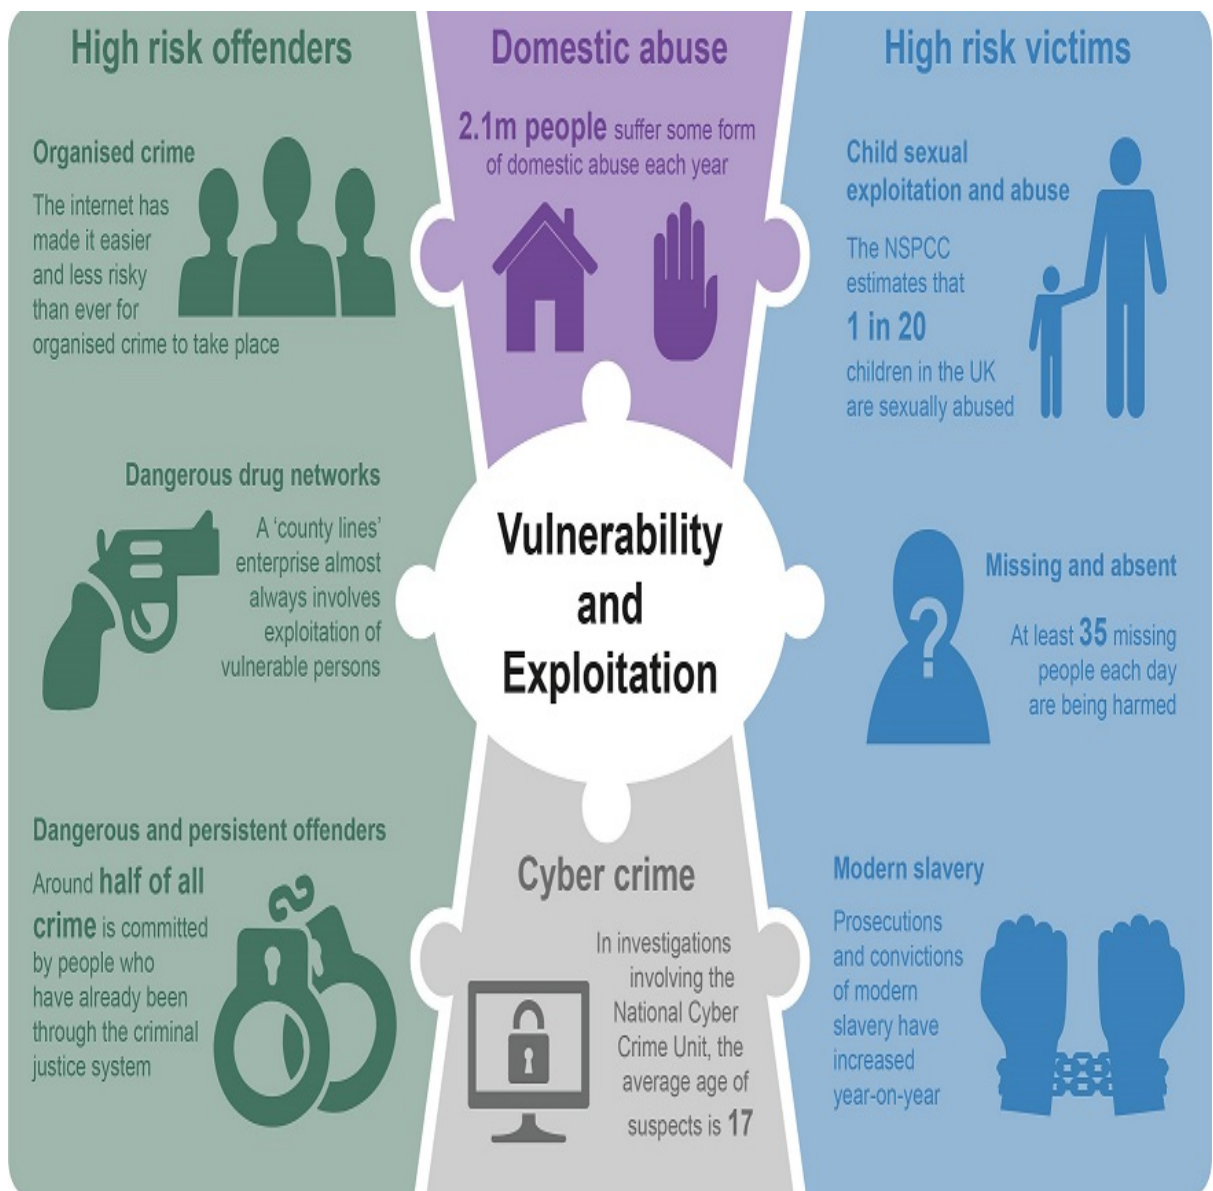 High risk offenders
Organised crime
The internet has
made it easier
and less risky
than ever for
organised crime to take place
Dangerous drug networks
A ‘county lines’
enterprise almost
always involves
exploitation of
vulnerable persons
Dangerous and persistent offenders
Around half of all
crime is committed
by people who
have already been
through the criminal
justice system
Domestic abuse
2.1m people suffer some form
of domestic abuse each year
Vulnerability
and
Exploitation
Cyber crime
In investigations
involving the
National Cyber
Crime Unit, the
average age of
suspects is 17
High risk victims
Child sexual
exploitation and abuse
The NSPCC
estimates that
1 in 20
children in the UK
are sexually abused
?
Missing and absent
At least 35 missing
people each day
are being harmed
Modern slavery
Prosecutions
and convictions
of modern
slavery have
increased
year-on-year